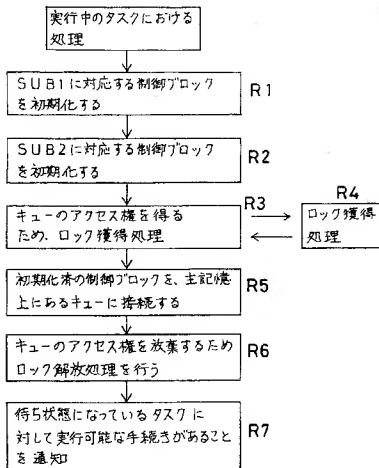 実行中のタスクにおける
処理
SUB1に対応する制御ブロック
を初期化する
R1
SUB2に対応する制御ブロック
を初期化する
R2
キューのアクセス権を得る
ため、ロック獲得処理
R3
R4
ロック獲得
処理
初期化済の制御ブロックを、主記憶
上にあるキューに接続する
R5
キューのアクセス権を放棄するため
ロック解放処理を行う
R6
待ち状態になっているタスクに
対して実行可能な手続きがあること
を通知
R7